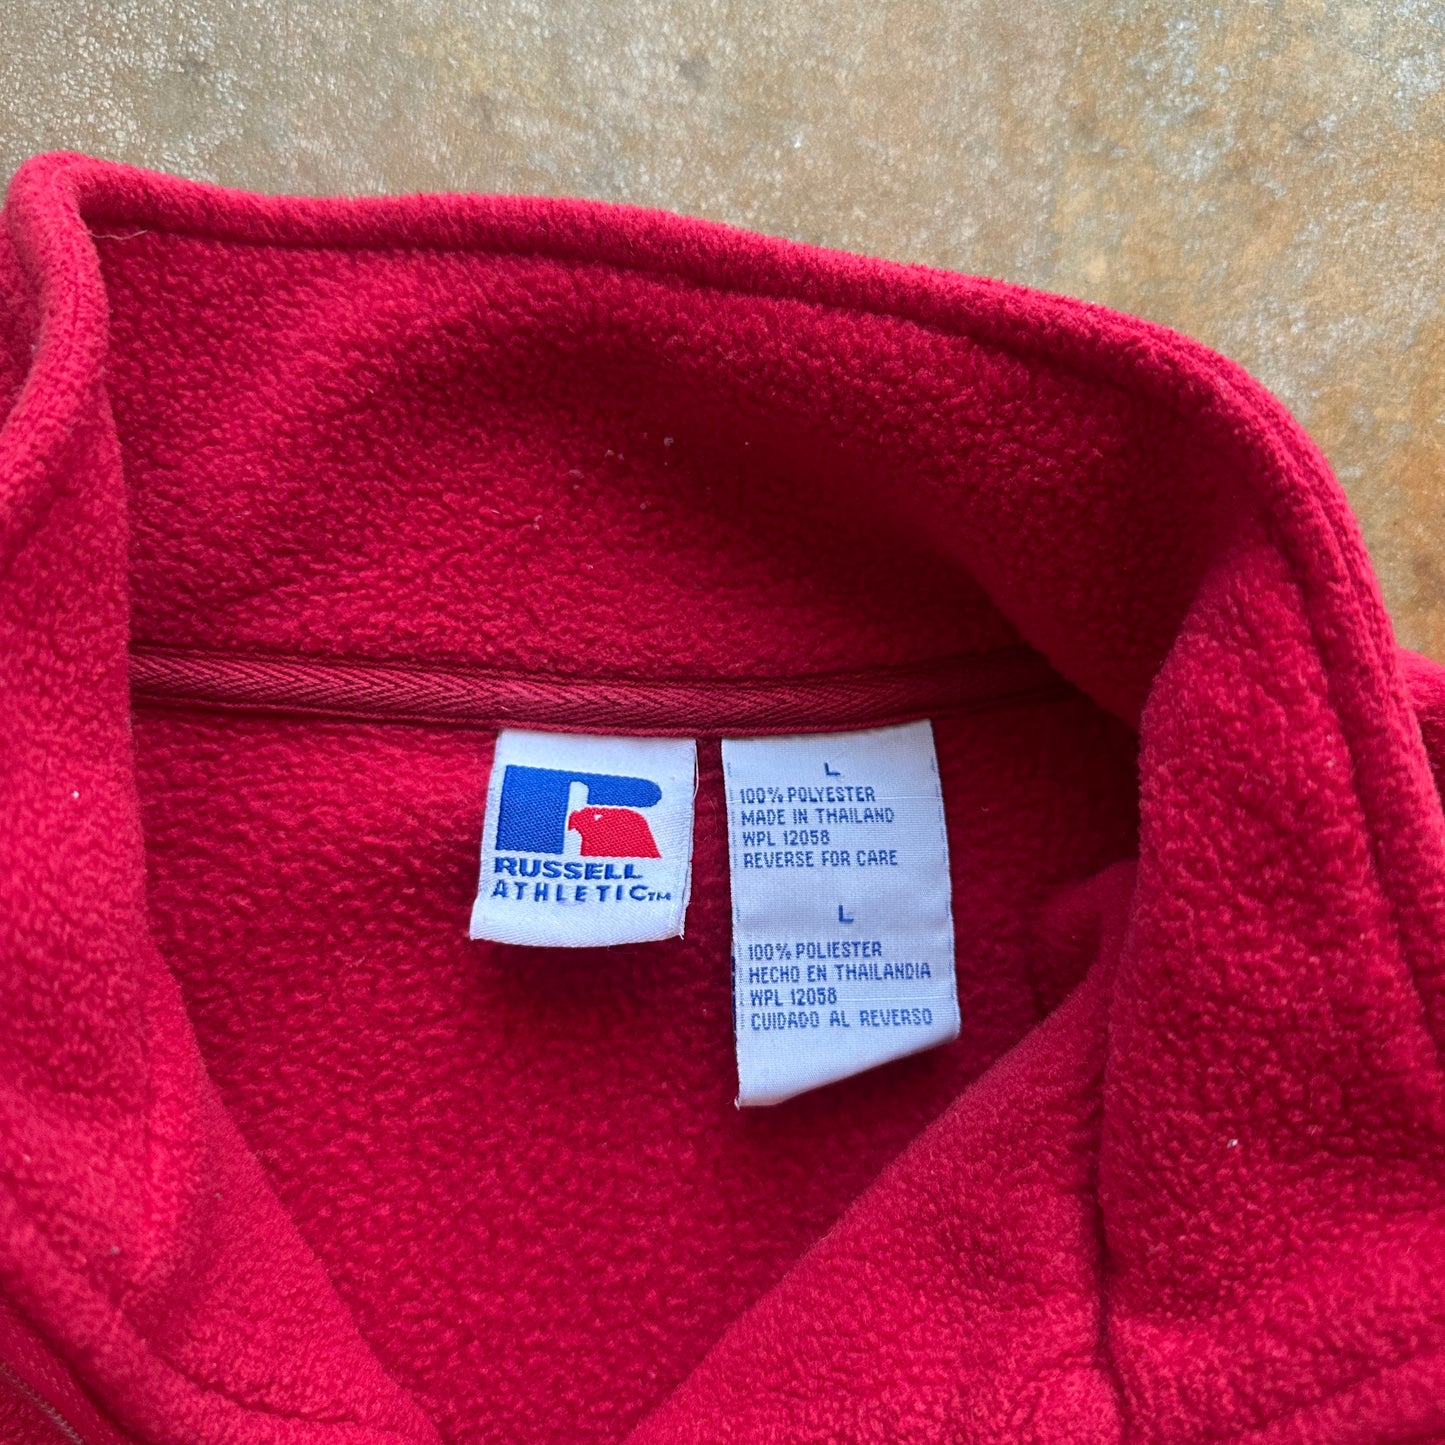 RUSSELL
ATHLETIC™
L
100% POLYESTER
MADE IN THAILAND
WPL 12058
REVERSE FOR CARE
L
100% POLIESTER
HECHO EN THAILANDIA
WPL 12058
CUIDADO AL REVERSO